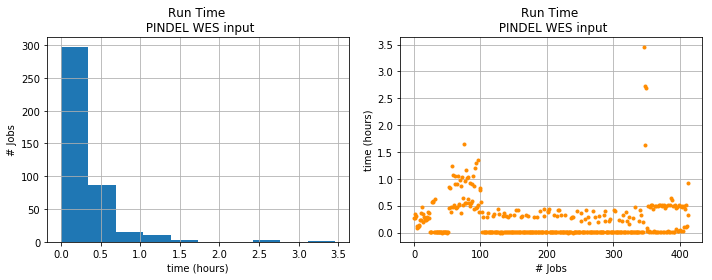 Run Time
PINDEL WES input
# Jobs
300
250
200
150
100
50
0
0.0 0.5 1.0 1.5 2.0 2.5 3.0 3.5
time (hours)
Run Time
PINDEL WES input
time (hours)
3.5
3.0
2.5
2.0
1.5
1.0
0.5
0.0
0 100 200 300 400
# Jobs